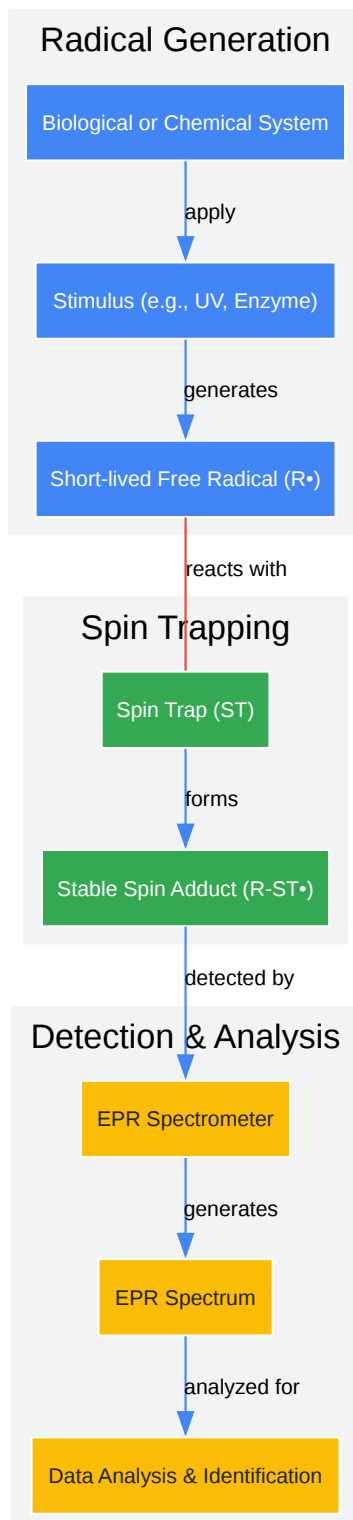 Radical Generation
Biological or Chemical System
apply
Stimulus (e.g., UV, Enzyme)
generates
Short-lived Free Radical (R•)
reacts with
Spin Trapping
Spin Trap (ST)
forms
Stable Spin Adduct (R-ST•)
detected by
Detection & Analysis
EPR Spectrometer
generates
EPR Spectrum
analyzed for
Data Analysis & Identification